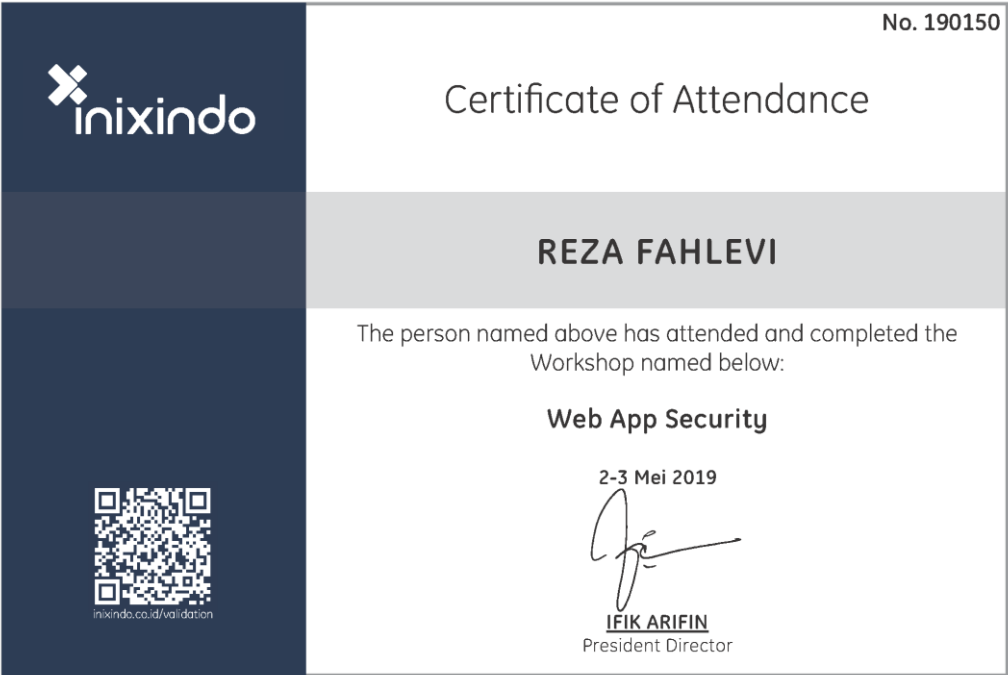 No. 190150
inixindo
Certificate of Attendance
REZA FAHLEVI
The person named above has attended and completed the
Workshop named below:
Web App Security
2-3 Mei 2019
IFIK ARIFIN
President Director
inixindo.co.id/validation